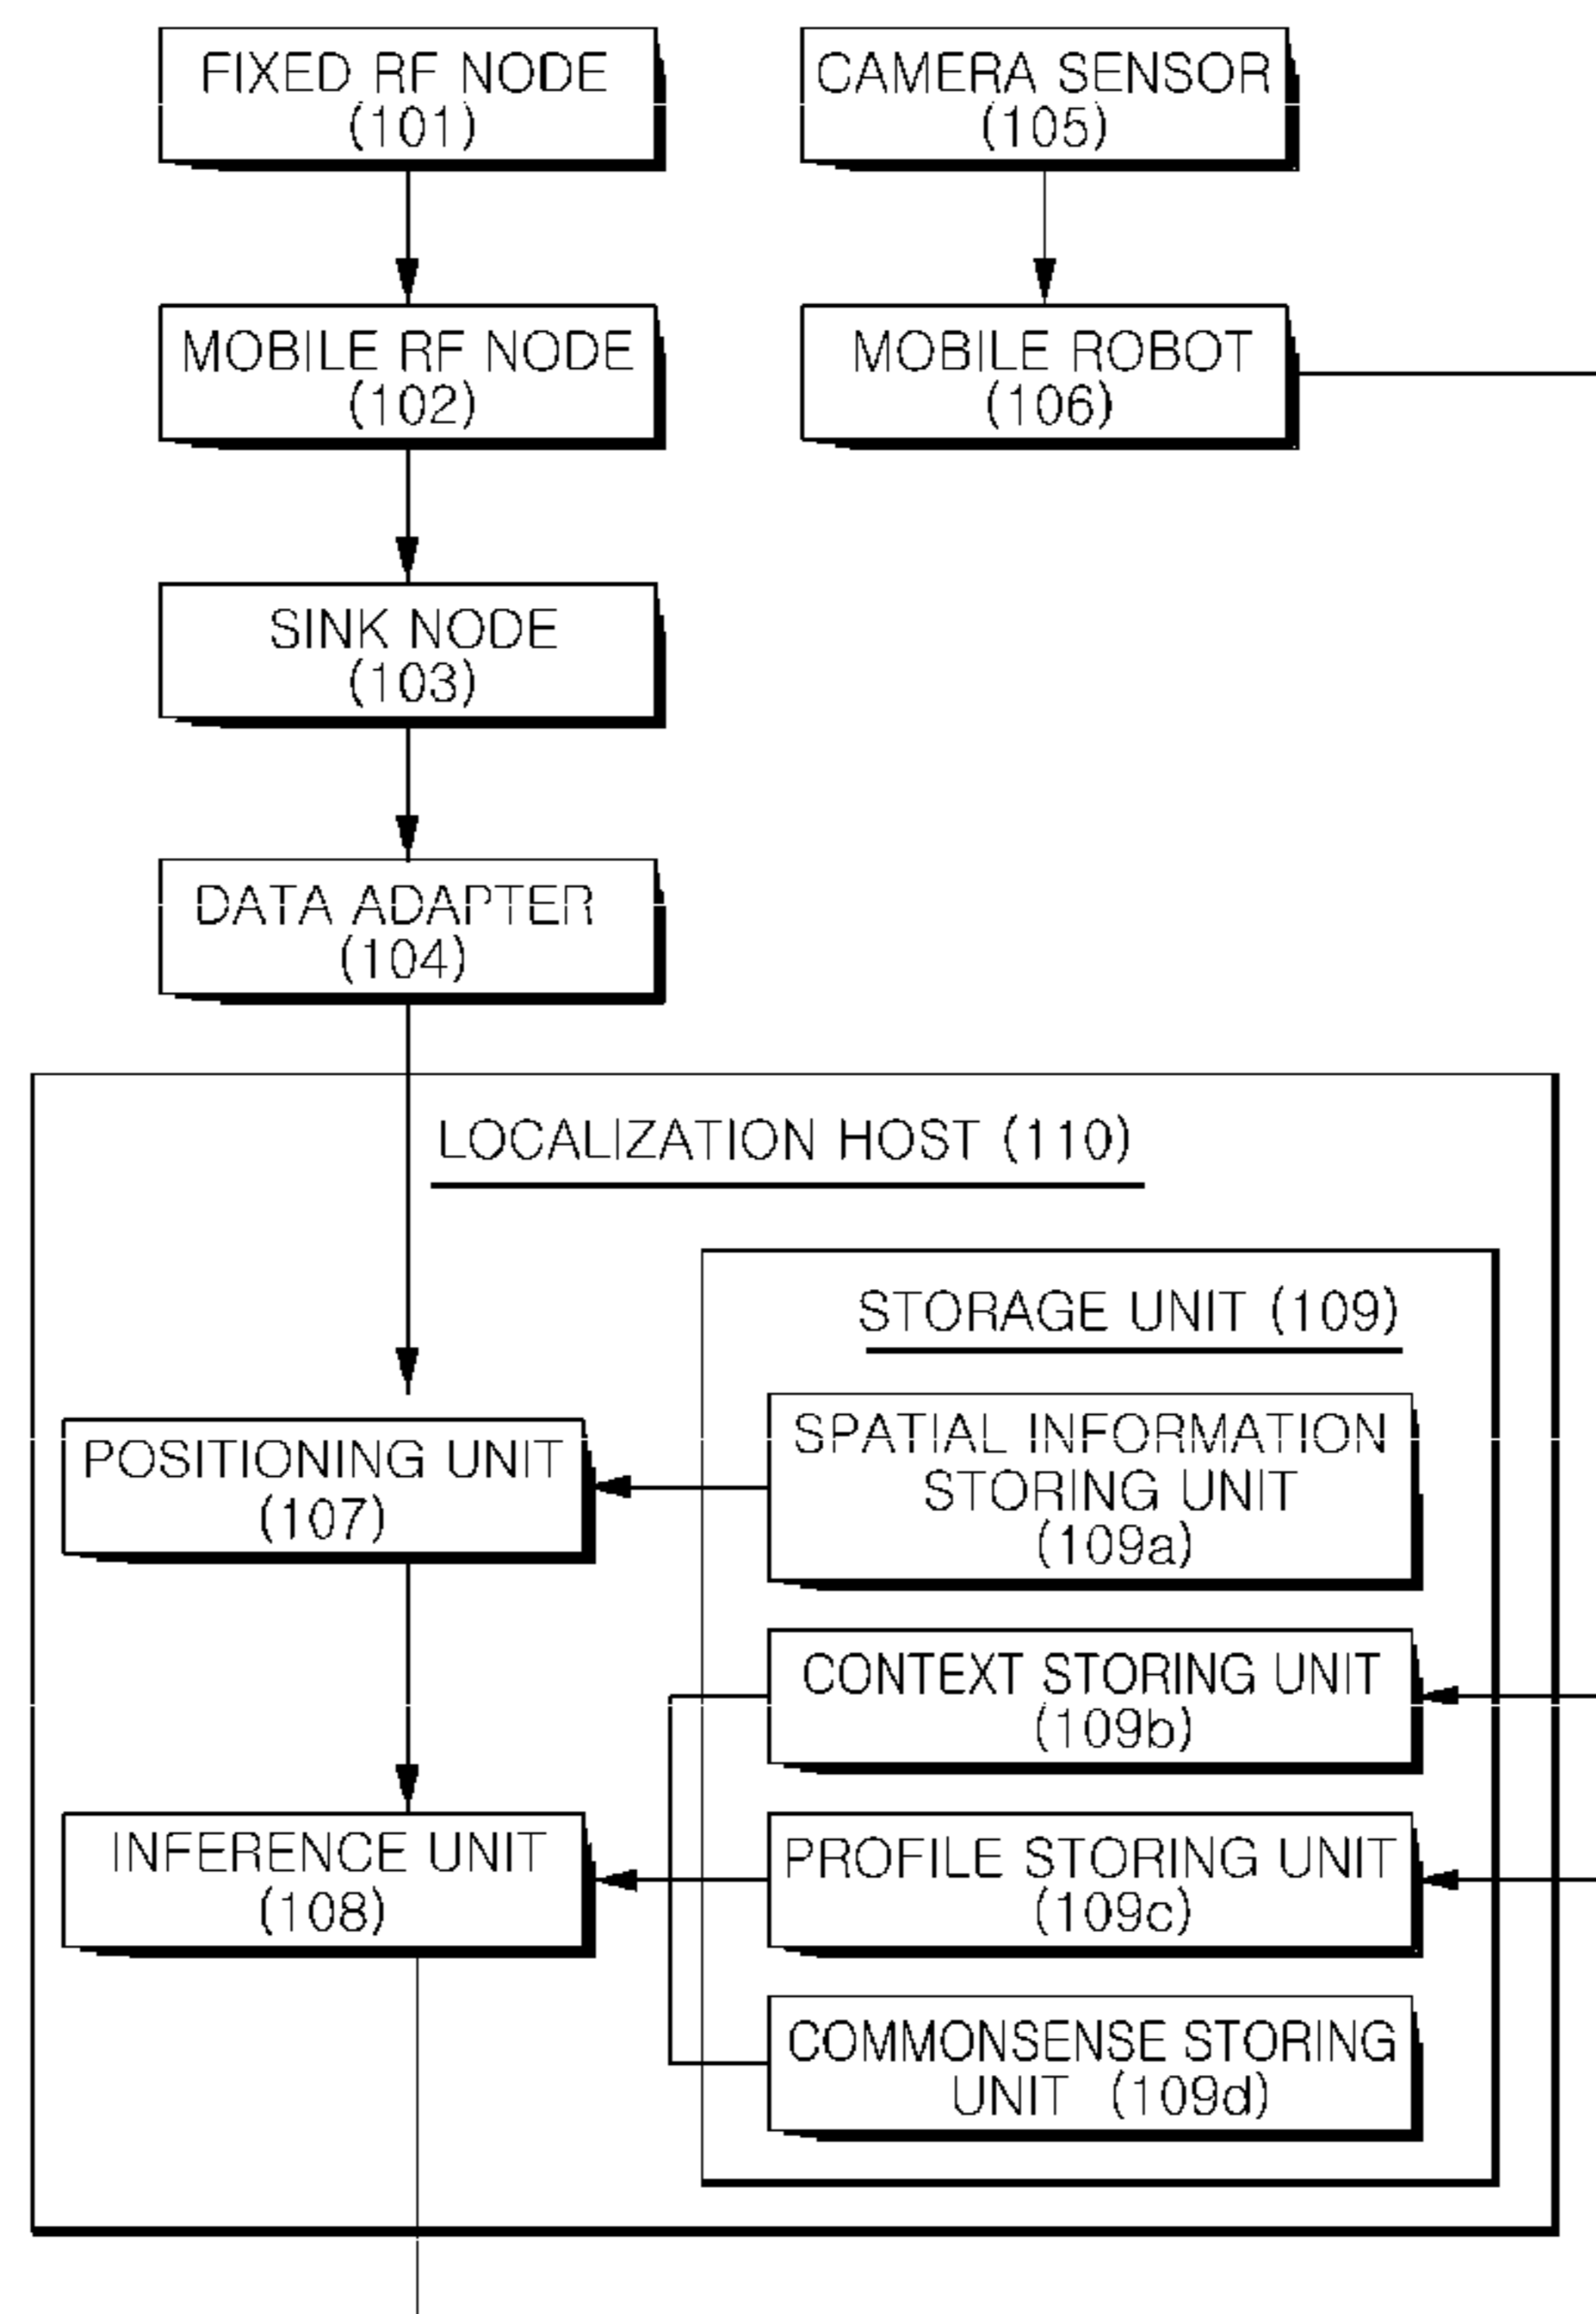 FIXED RF NODE
(101)
CAMERA SENSOR
(105)
MOBILE RF NODE
(102)
MOBILE ROBOT
(106)
SINK NODE
(103)
DATA ADAPTER
(104)
LOCALIZATION HOST (110)
STORAGE UNIT (109)
POSITIONING UNIT
(107)
SPATIAL INFORMATION
STORING UNIT
(109a)
CONTEXT STORING UNIT
(109b)
INFERENCE UNIT
(108)
PROFILE STORING UNIT
(109c)
COMMONSENSE STORING
UNIT (109d)